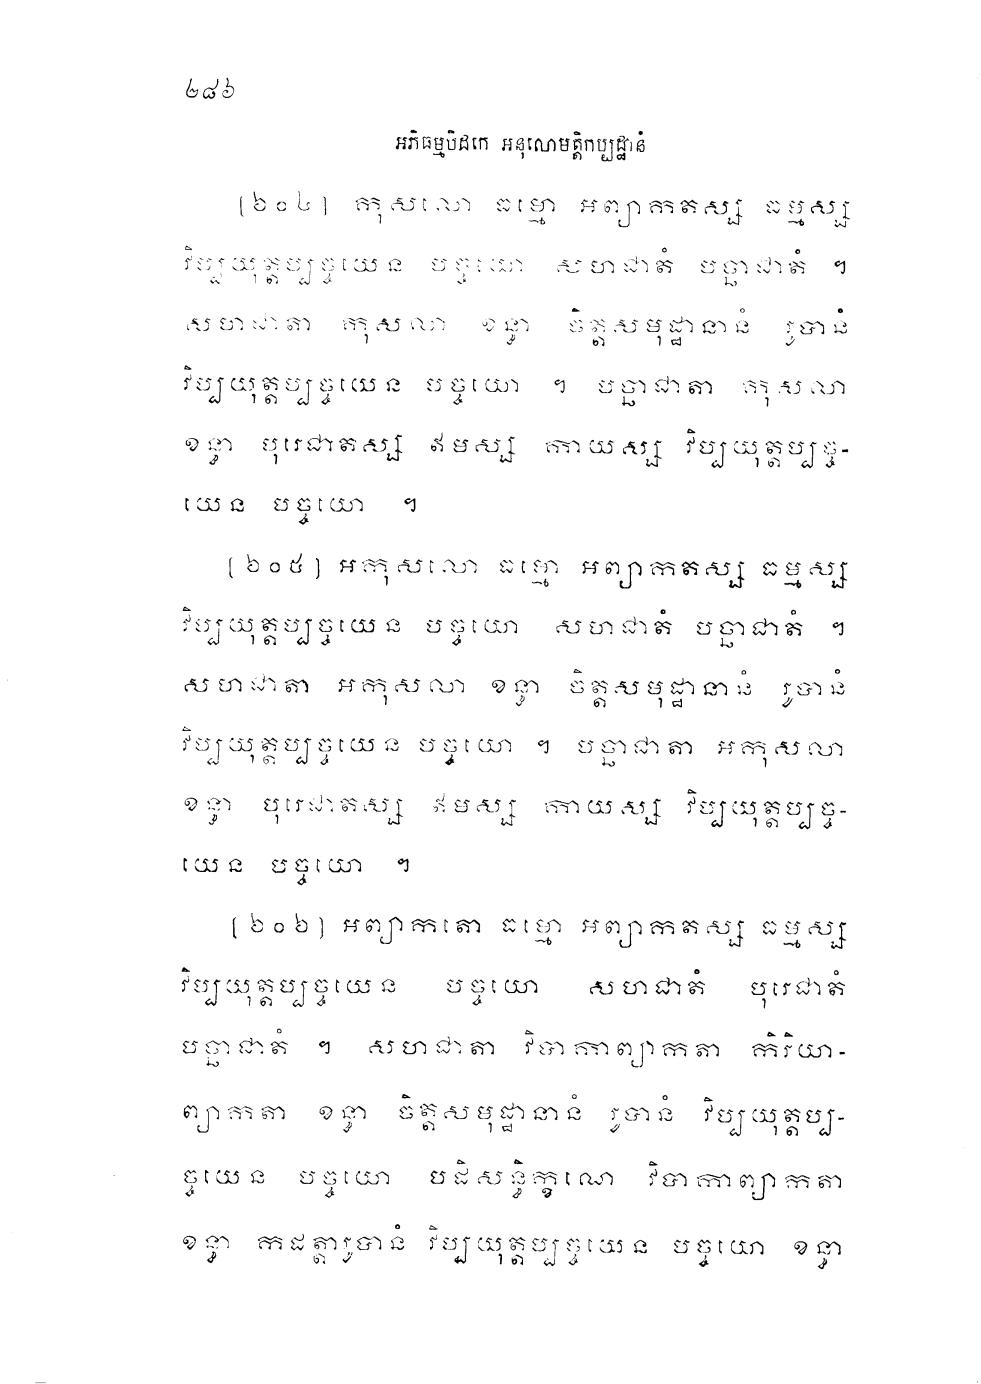 ២៨៦
អភិធម្មបិដកេ អនុលោមត្តិកប្បដ្ឋានំ
[៦០៤] កុសលោ ធម្មោ អព្យាកតស្ស ធម្មស្ស
វិប្បយុត្តប្បច្ចយេន បច្ចយោ សហជាតំ បច្ឆាជាតំ ។
សហជាតា កុសលា ខន្ធា ចិត្តសមុដ្ឋានានំ រូបានំ
វិប្បយុត្តប្បច្ចយេន បច្ចយោ ។ បច្ឆាជាតា កុសលា
ខន្ធា បុរេជាតស្ស ឥមស្ស កាយស្ស វិប្បយុត្តប្បច្ច-
យេន បច្ចយោ ។
[៦០៥] អកុសលោ ធម្មោ អព្យាកតស្ស ធម្មស្ស
វិប្បយុត្តប្បច្ចយេន បច្ចយោ សហជាតំ បច្ឆាជាតំ ។
សហជាតា អកុសលា ខន្ធា ចិត្តសមុដ្ឋានានំ រូបានំ
វិប្បយុត្តប្បច្ចយេន បច្ចយោ ។ បច្ឆាជាតា អកុសលា
ខន្ធា បុរេជាតស្ស ឥមស្ស កាយស្ស វិប្បយុត្តប្បច្ច-
យេន បច្ចយោ ។
[៦០៦] អព្យាកតោ ធម្មោ អព្យាកតស្ស ធម្មស្ស
វិប្បយុត្តប្បច្ចយេន បច្ចយោ សហជាតំ បុរេជាតំ
បច្ឆាជាតំ ។ សហជាតា វិបាកាព្យាកតា កិរិយា-
ព្យាកតា ខន្ធា ចិត្តសមុដ្ឋានានំ រូបានំ វិប្បយុត្តប្ប-
ច្ចយេន បច្ចយោ បដិសន្ធិក្ខណេ វិបាកាព្យាកតា
ខន្ធា កដត្តារូបានំ វិប្បយុត្តប្បច្ចយេន បច្ចយោ ខន្ធា